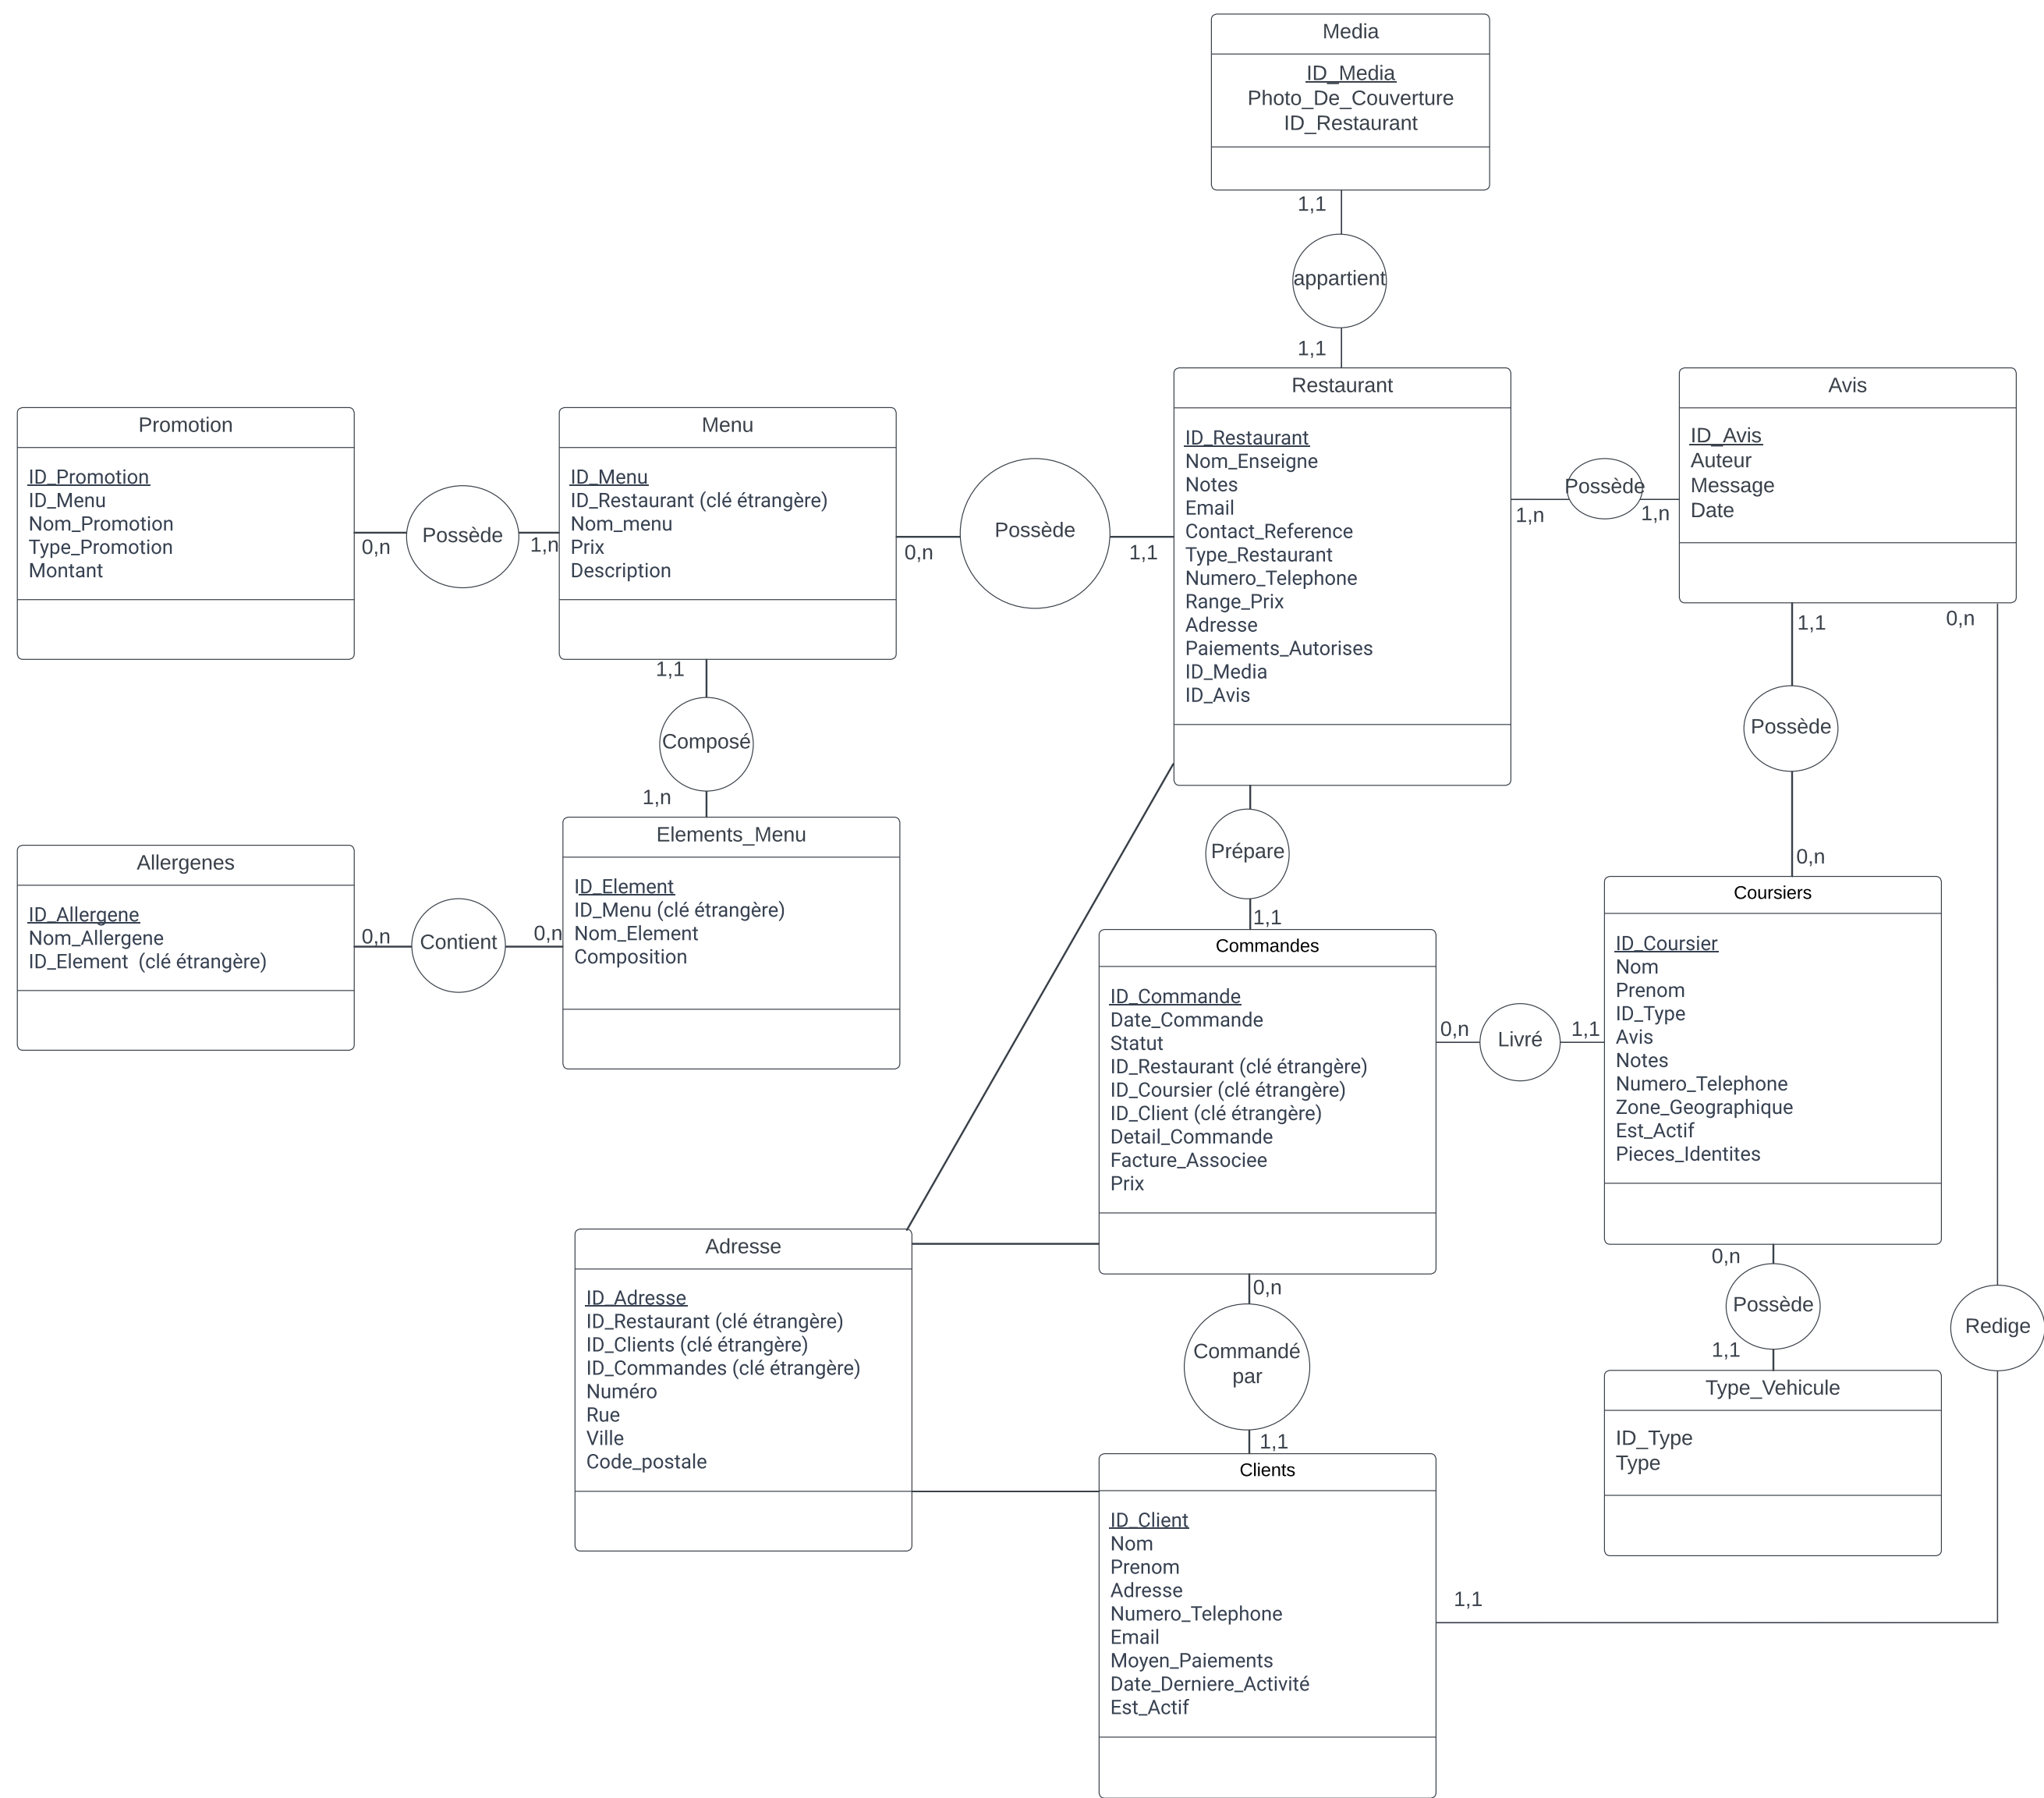 Media
ID_Media
Photo_De_Couverture
ID_Restaurant
1,1
appartient
1,1
Restaurant
ID_Restaurant
Nom_Enseigne
Notes
Email
Contact_Reference
Type_Restaurant
Numero_Telephone
Range_Prix
Adresse
Paiements_Autorises
ID_Media
ID_Avis
1,n
Possède
1,n
Avis
ID_Avis
Auteur
Message
Date
Promotion
ID_Promotion
ID_Menu
Nom_Promotion
Type_Promotion
Montant
0,n
Possède
1,n
Menu
ID_Menu
ID_Restaurant (clé étrangère)
Nom_menu
Prix
Description
0,n
Possède
1,1
1,1
Composé
1,n
1,1
Possède
0,n
0,n
Allergenes
ID_Allergene
Nom_Allergene
ID_Element (clé étrangère)
0,n
Contient
0,n
Elements_Menu
ID_Element
ID_Menu (clé étrangère)
Nom_Element
Composition
Prépare
1,1
Commandes
ID_Commande
Date_Commande
Statut
ID_Restaurant (clé étrangère)
ID_Coursier (clé étrangère)
ID_Client (clé étrangère)
Detail_Commande
Facture_Associee
Prix
0,n
Livré
1,1
Coursiers
ID_Coursier
Nom
Prenom
ID_Type
Avis
Notes
Numero_Telephone
Zone_Geographique
Est_Actif
Pieces_Identites
Adresse
ID_Adresse
ID_Restaurant (clé étrangère)
ID_Clients (clé étrangère)
ID_Commandes (clé étrangère)
Numéro
Rue
Ville
Code_postale
0,n
Commandé
par
1,1
0,n
Possède
1,1
Redige
Type_Vehicule
ID_Type
Type
Clients
ID_Client
Nom
Prenom
Adresse
Numero_Telephone
Email
Moyen_Paiements
Date_Derniere_Activité
Est_Actif
1,1